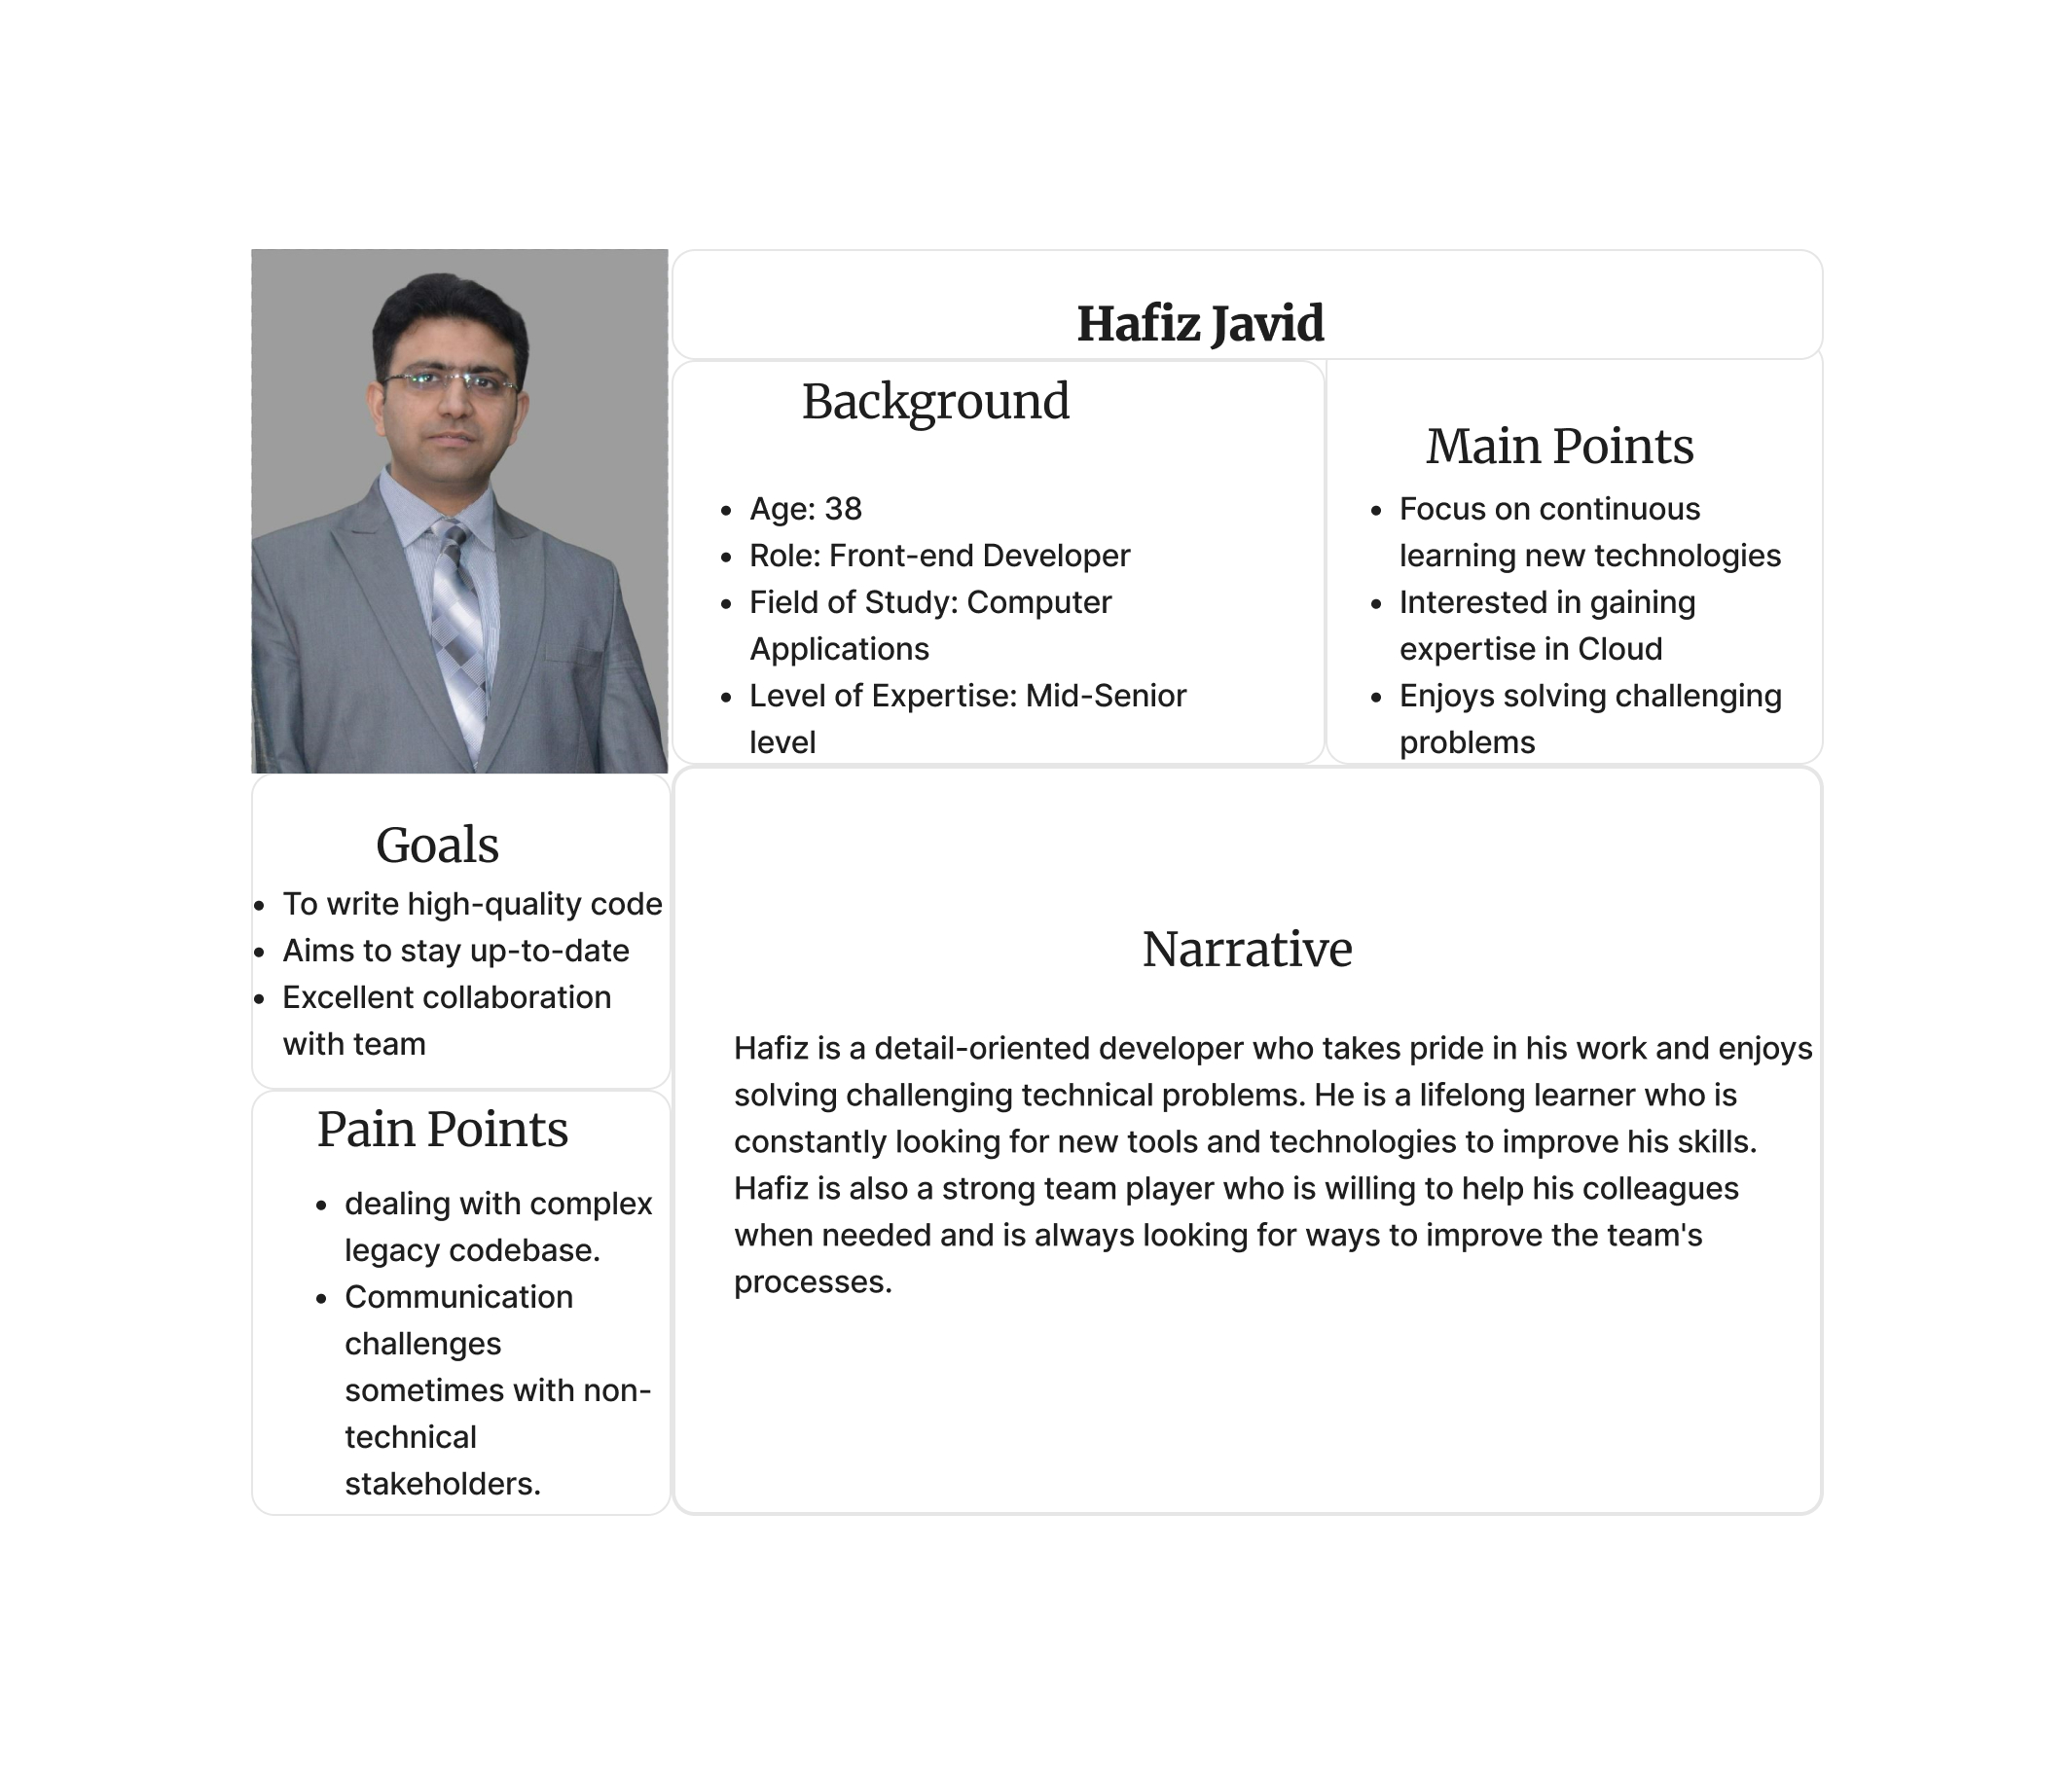 Hafiz Javid
Background
• Age: 38
• Role: Front-end Developer
• Field of Study: Computer
Applications
• Level of Expertise: Mid-Senior
level
Main Points
• Focus on continuous
learning new technologies
• Interested in gaining
expertise in Cloud
• Enjoys solving challenging
problems
Goals
• To write high-quality code
• Aims to stay up-to-date
• Excellent collaboration
with team
Pain Points
• dealing with complex
legacy codebase.
• Communication
challenges
sometimes with non-
technical
stakeholders.
Narrative
Hafiz is a detail-oriented developer who takes pride in his work and enjoys
solving challenging technical problems. He is a lifelong learner who is
constantly looking for new tools and technologies to improve his skills.
Hafiz is also a strong team player who is willing to help his colleagues
when needed and is always looking for ways to improve the team's
processes.